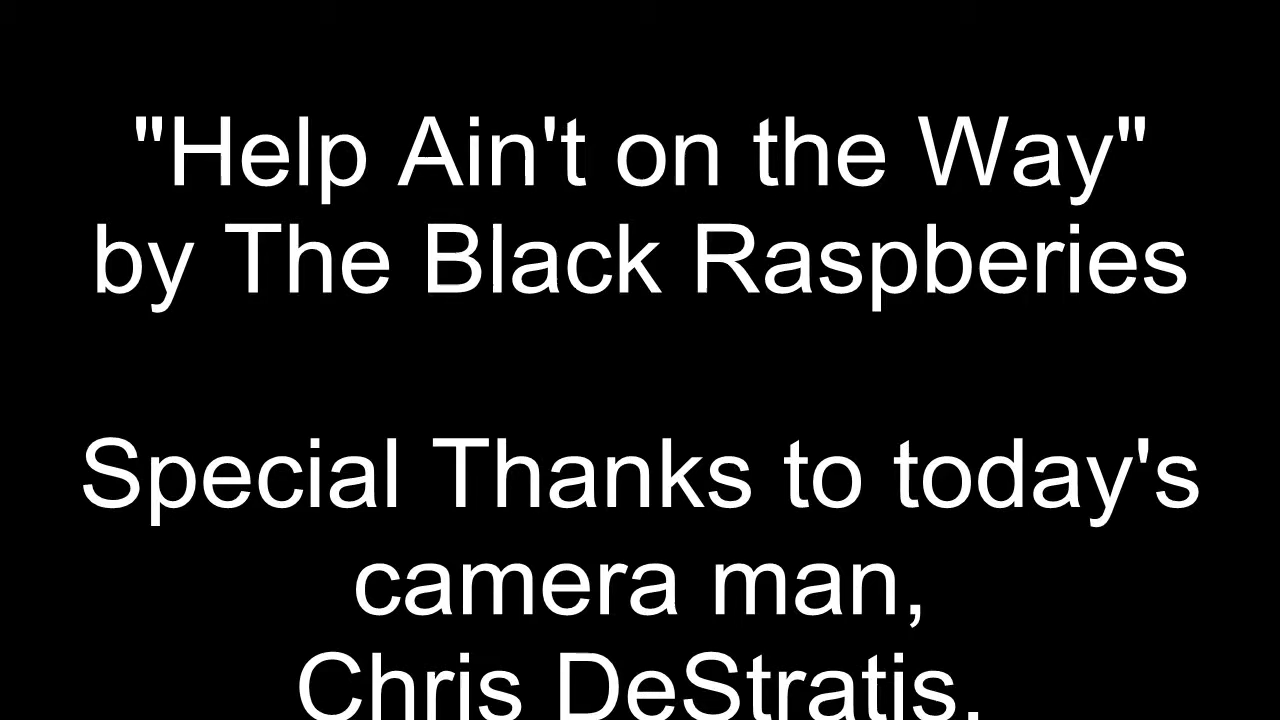 "Help Ain't on the Way"
by The Black Raspberies
Special Thanks to today's
camera man,
Chris DeStratis.